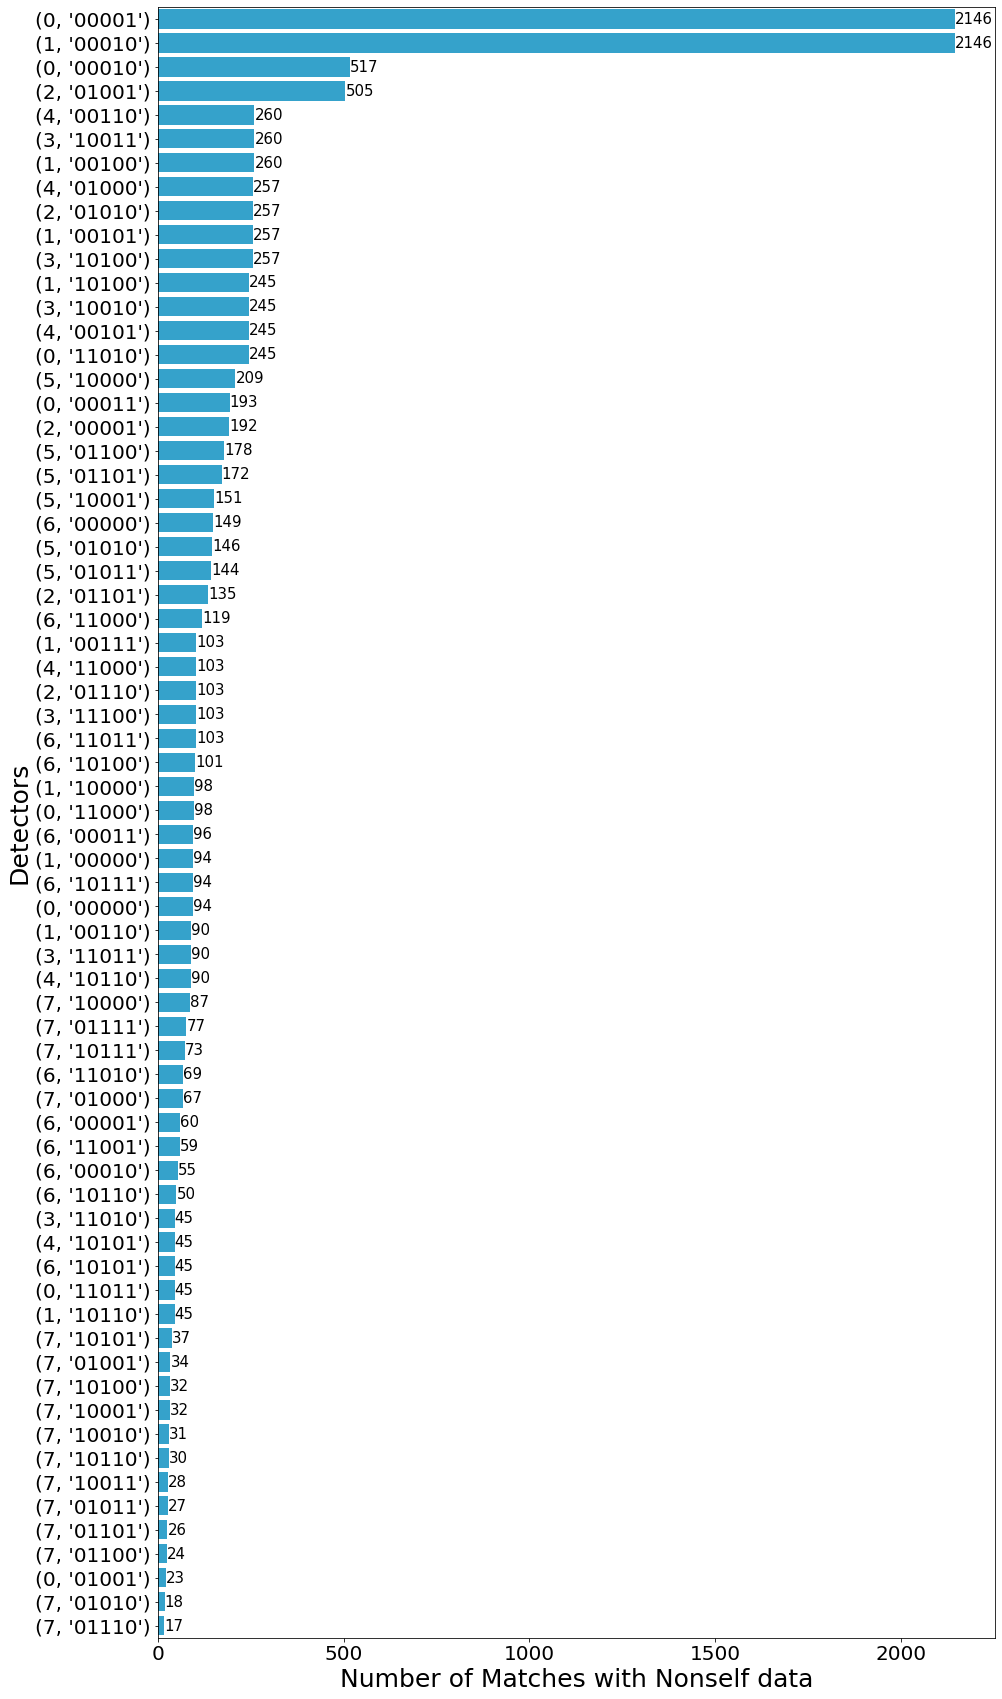 (0, '00001') 2146
(1, '00010') 2146
(0, '00010') 517
(2, '01001') 505
(4, '00110') 260
(3, '10011') 260
(1, '00100') 260
(4, '01000') 257
(2, '01010') 257
(1, '00101') 257
(3, '10100') 257
(1, '10100') 245
(3, '10010') 245
(4, '00101') 245
(0, '11010') 245
(5, '10000') 209
(0, '00011') 193
(2, '00001') 192
(5, '01100') 178
(5, '01101') 172
(5, '10001') 151
(6, '00000') 149
(5, '01010') 146
(5, '01011') 144
(2, '01101') 135
(6, '11000') 119
(1, '00111') 103
(4, '11000') 103
(2, '01110') 103
(3, '11100') 103
(6, '11011') 103
(6, '10100') 101
(1, '10000') 98
(0, '11000') 98
(6, '00011') 96
(1, '00000') 94
(6, '10111') 94
(0, '00000') 94
(1, '00110') 90
(3, '11011') 90
(4, '10110') 90
(7, '10000') 87
(7, '01111') 77
(7, '10111') 73
(6, '11010') 69
(7, '01000') 67
(6, '00001') 60
(6, '11001') 59
(6, '00010') 55
(6, '10110') 50
(3, '11010') 45
(4, '10101') 45
(6, '10101') 45
(0, '11011') 45
(1, '10110') 45
(7, '10101') 37
(7, '01001') 34
(7, '10100') 32
(7, '10001') 32
(7, '10010') 31
(7, '10110') 30
(7, '10011') 28
(7, '01011') 27
(7, '01101') 26
(7, '01100') 24
(0, '01001') 23
(7, '01010') 18
(7, '01110') 17
Detectors
0 500 1000 1500 2000
Number of Matches with Nonself data